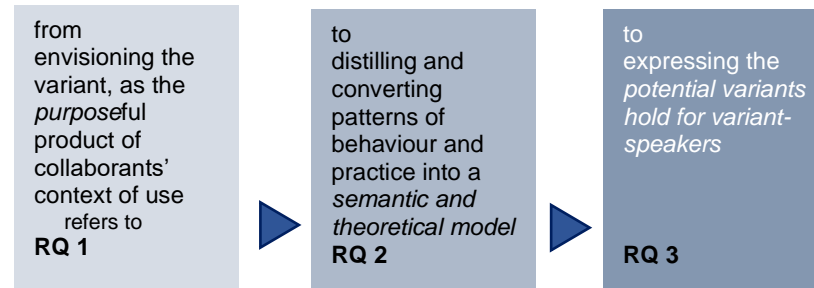 from
envisioning the
variant, as the
purposeful
product of
collaborants'
context of use
refers to
RQ 1
to
distilling and
converting
patterns of
behaviour and
practice into a
semantic and
theoretical model
RQ 2
to
expressing the
potential variants
hold for variant-
speakers
RQ 3